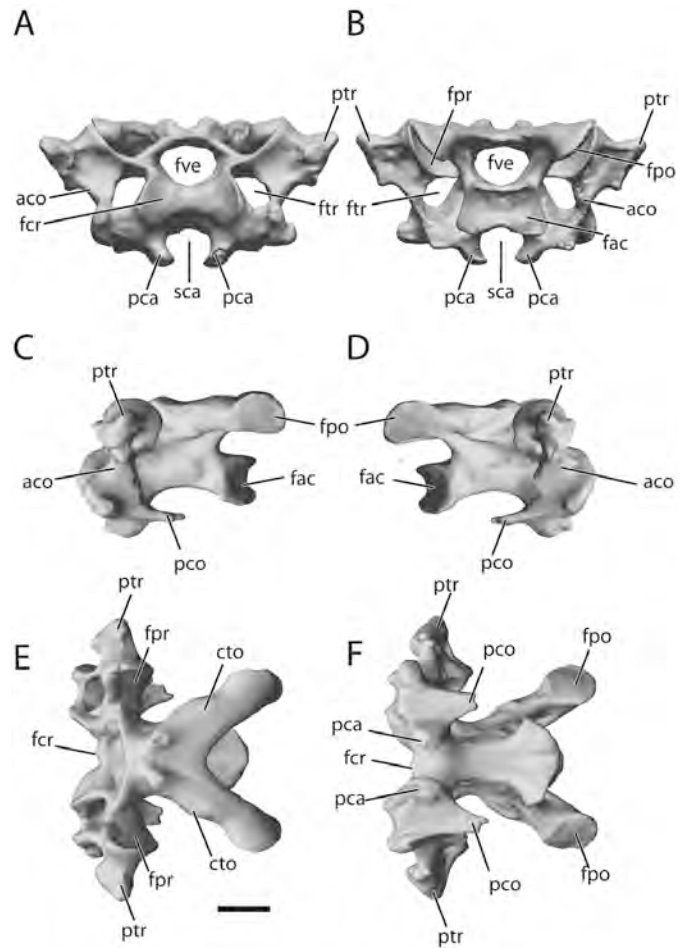 A
B
ptr
ptr
fpr
fve
fve
fpo
aco
ftr
ftr
aco
fcr
fac
pca
sca
pca
pca
sca
pca
C
D
ptr
ptr
fpo
aco
fac
fac
aco
pco
pco
ptr
ptr
E
fpr
cto
F
pco
fpo
pca
fcr
fcr
pca
cto
fpr
pco
fpo
ptr
ptr